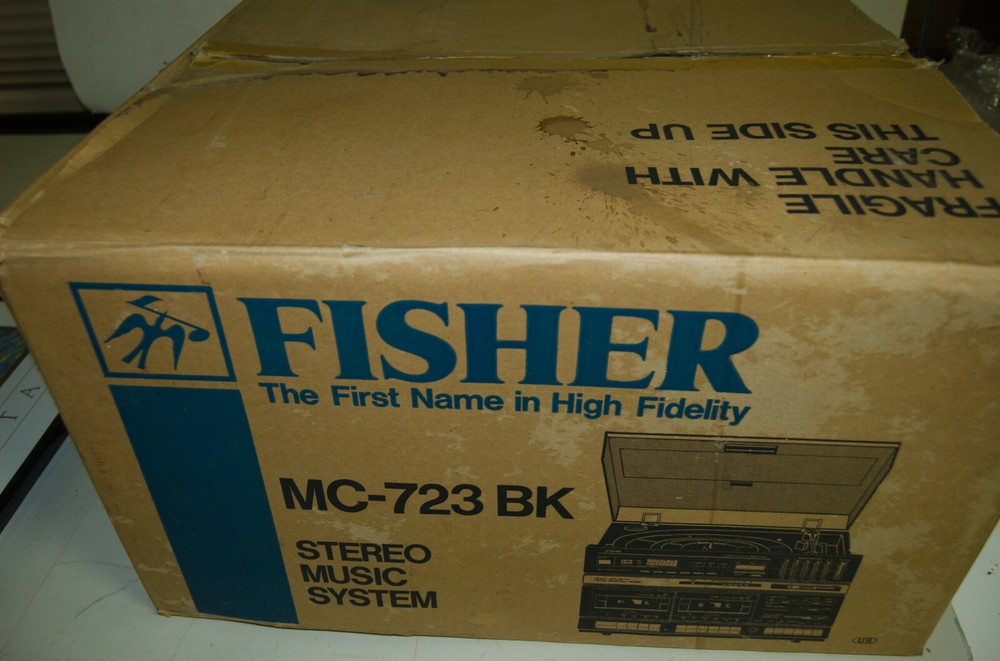 FRAGILE
HANDLE WITH
CARE
THIS SIDE UP
FISHER
The First Name in High Fidelity
MC-723 BK
STEREO
MUSIC
SYSTEM